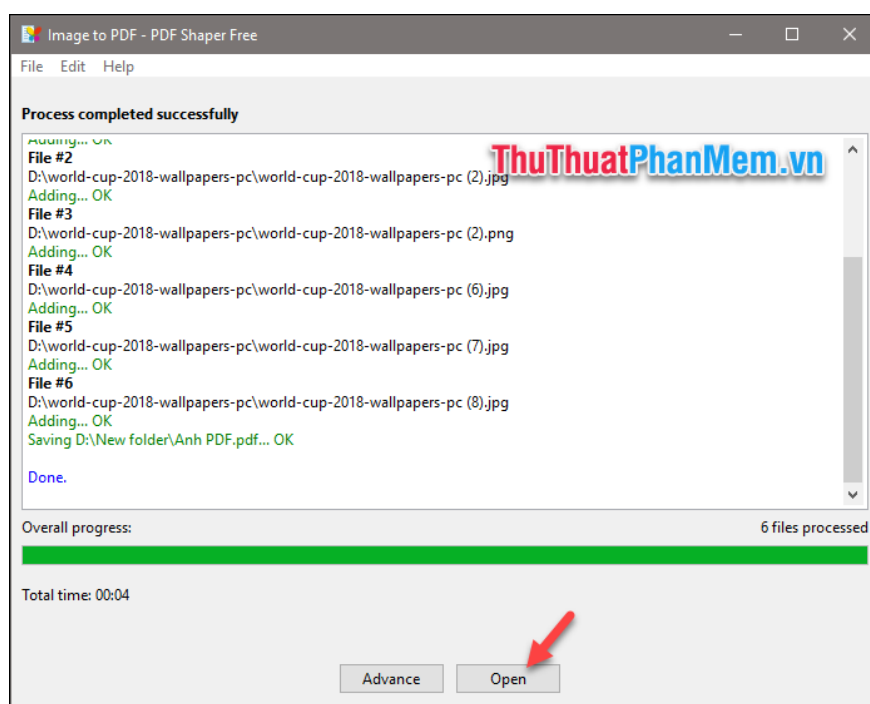 Image to PDF - PDF Shaper Free
File Edit Help
Process completed successfully
Adding... OK
ThuThuatPhanMem.vn
File #2
D:\world-cup-2018-wallpapers-pc\world-cup-2018-wallpapers-pc (2).jpg
Adding... OK
File #3
D:\world-cup-2018-wallpapers-pc\world-cup-2018-wallpapers-pc (2).png
Adding... OK
File #4
D:\world-cup-2018-wallpapers-pc\world-cup-2018-wallpapers-pc (6).jpg
Adding... OK
File #5
D:\world-cup-2018-wallpapers-pc\world-cup-2018-wallpapers-pc (7).jpg
Adding... OK
File #6
D:\world-cup-2018-wallpapers-pc\world-cup-2018-wallpapers-pc (8).jpg
Adding... OK
Saving D:\New folder\Anh PDF.pdf... OK
Done.
Overall progress: 6 files processed
Total time: 00:04
Advance Open